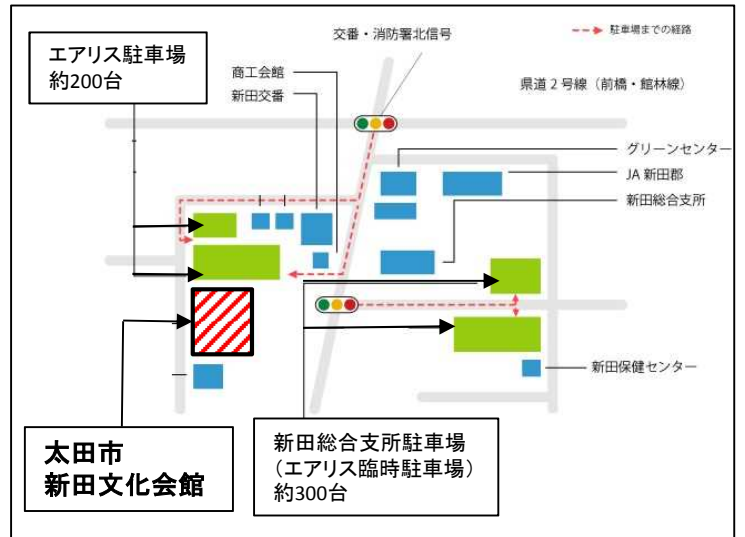 交番・消防署北信号
駐車場までの経路
エアリス駐車場
約200台
商工会館
新田交番
県道2号線（前橋・館林線）
グリーンセンター
JA 新田郡
新田総合支所
新田保健センター
太田市
新田文化会館
新田総合支所駐車場
（エアリス臨時駐車場）
約300台